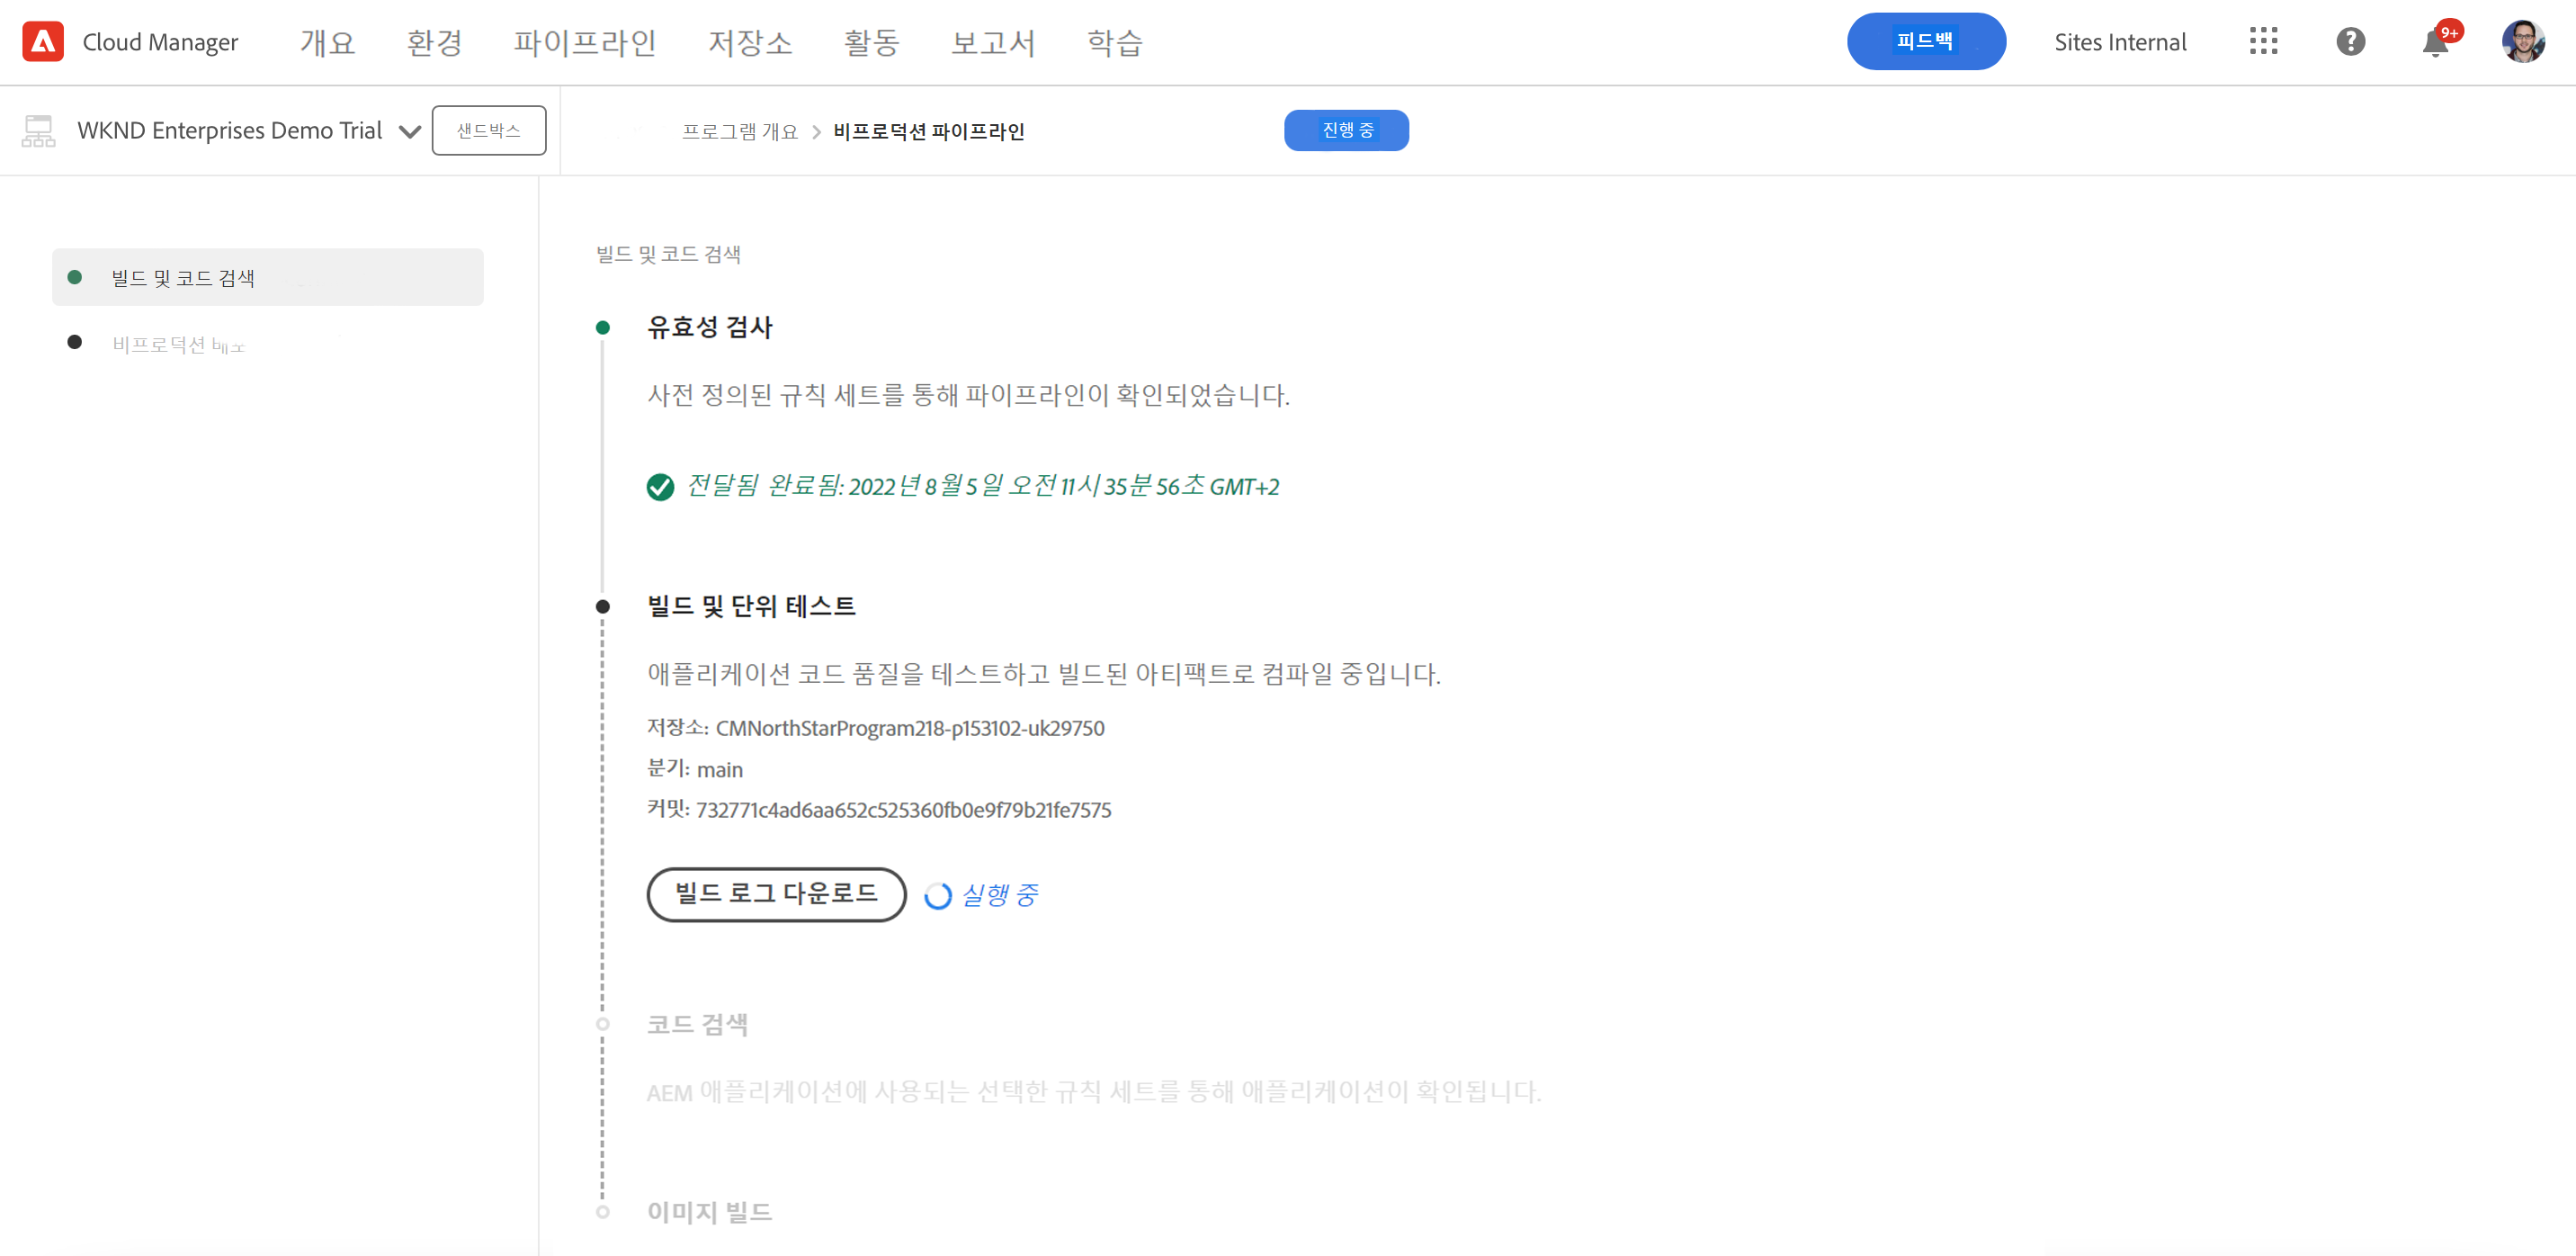 Cloud Manager 개요 환경 파이프라인 저장소 활동 보고서 학습 피드백 Sites Internal 9+
WKND Enterprises Demo Trial 샌드박스 프로그램 개요 > 비프로덕션 파이프라인 진행 중
빌드 및 코드 검색
비프로덕션 배포
빌드 및 코드 검색
유효성 검사
사전 정의된 규칙 세트를 통해 파이프라인이 확인되었습니다.
전달됨 완료됨: 2022년 8월 5일 오전 11시 35분 56초 GMT+2
빌드 및 단위 테스트
애플리케이션 코드 품질을 테스트하고 빌드된 아티팩트로 컴파일 중입니다.
저장소: CMNorthStarProgram218-p153102-uk29750
분기: main
커밋: 732771c4ad6aa652c525360fb0e9f79b21fe7575
빌드 로그 다운로드 실행 중
코드 검색
AEM 애플리케이션에 사용되는 선택한 규칙 세트를 통해 애플리케이션이 확인됩니다.
이미지 빌드